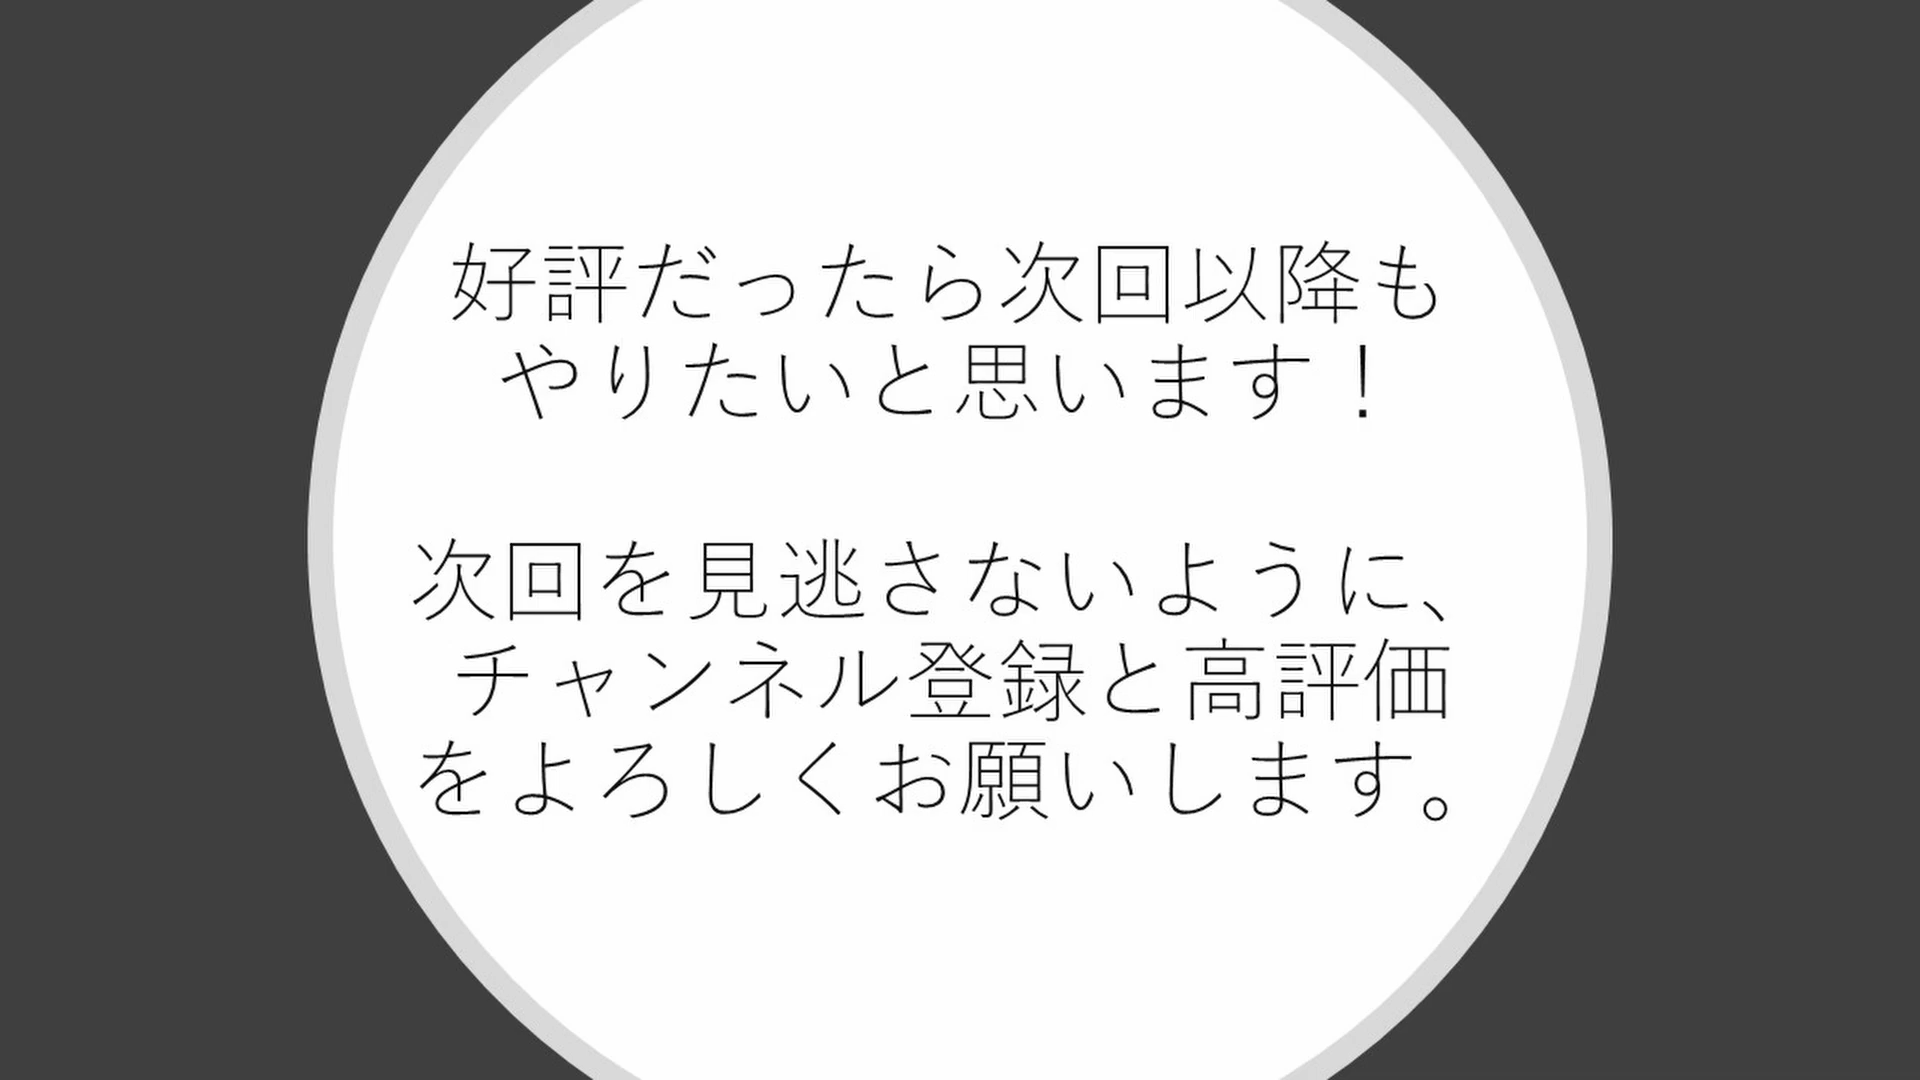 好評だったら次回以降も
やりたいと思います！
次回を見逃さないように、
チャンネル登録と高評価
をよろしくお願いします。